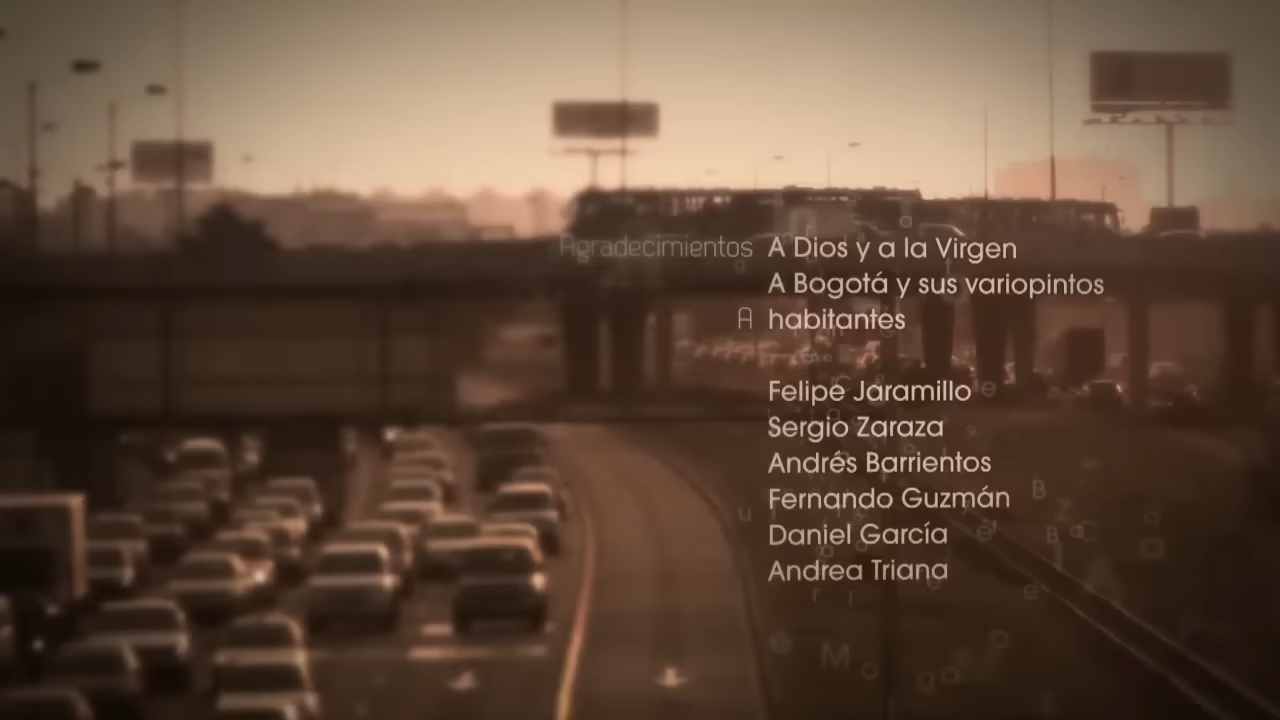 Agradecimientos A Dios y a la Virgen
A Bogotá y sus variopintos
A habitantes
Felipe Jaramillo
Sergio Zaraza
Andrés Barrientos
Fernando Guzmán
Daniel García
Andrea Triana